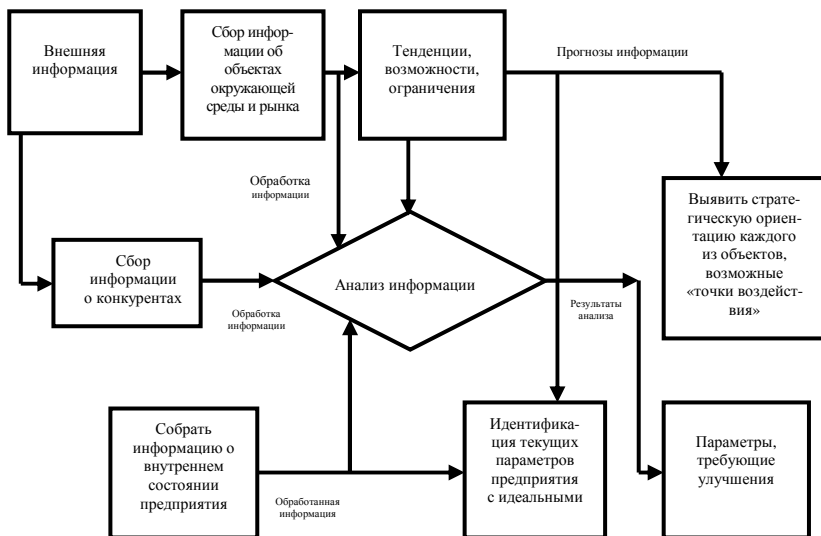 Внешняя
информация
Сбор инфор-
мации об
объектах
окружающей
среды и рынка
Тенденции,
возможности,
ограничения
Прогнозы информации
Обработка
информации
Выявить страте-
гическую ориен-
тацию каждого
из объектов,
возможные
«точки воздейст-
вия»
Сбор
информации
о конкурентах
Обработка
информации
Анализ информации
Результаты
анализа
Собрать
информацию о
внутреннем
состоянии
предприятия
Обработанная
информация
Идентифика-
ция текущих
параметров
предприятия
с идеальными
Параметры,
требующие
улучшения